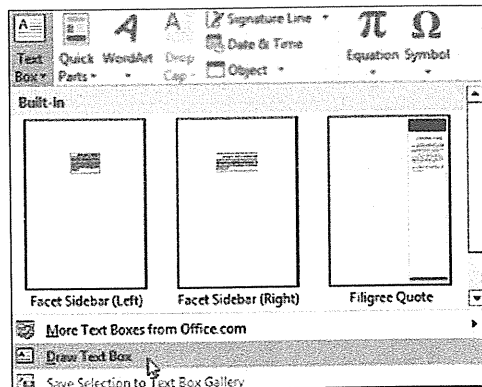 Signature Line
Text Box
Quick Parts
WordArt
Drop Cap
Date & Time
Object
Equation
Symbol
Built-In
Facet Sidebar (Left)
Facet Sidebar (Right)
Filigree Quote
More Text Boxes from Office.com
Draw Text Box
Save Selection to Text Box Gallery